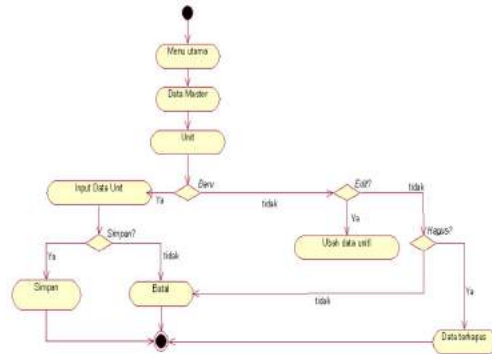 Menu utama
Data Master
Unit
Baru
Edit?
Input Data Unit
Ya
tidak
tidak
Simpan?
Ya
Hapus?
Ubah data unit
Ya
tidak
Simpan
Batal
tidak
Ya
Data terhapus